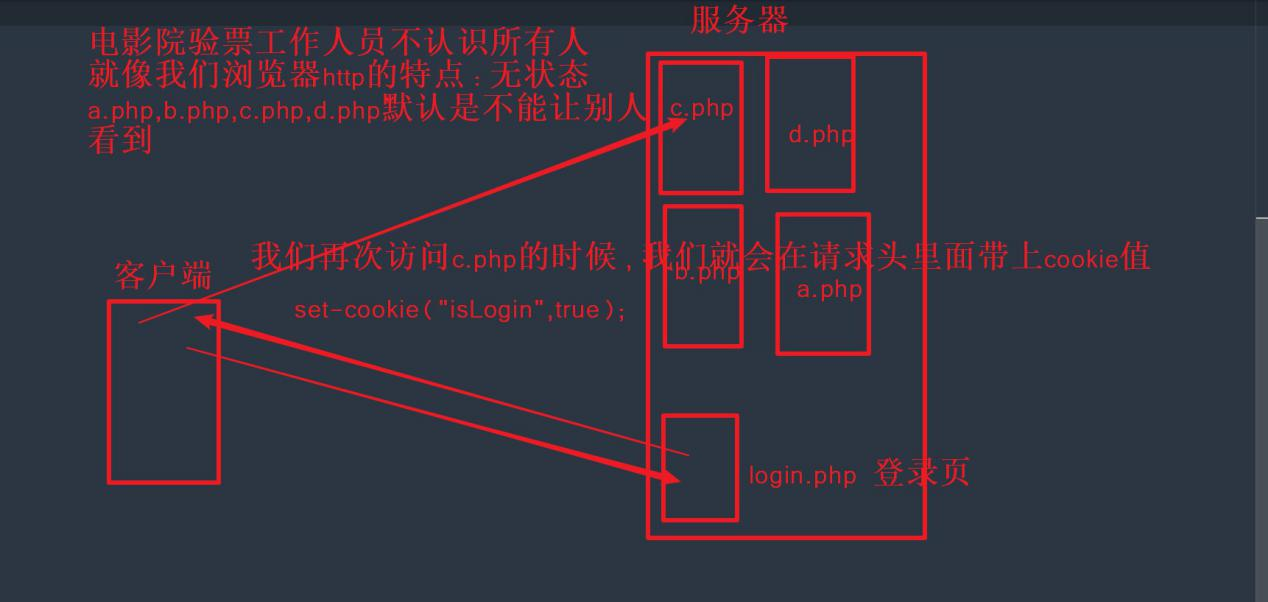 服务器
电影院验票工作人员不认识所有人
就像我们浏览器http的特点:无状态
a.php,b.php,c.php,d.php默认是不能让别人
看到
c.php
d.php
我们再次访问c.php的时候,我们就会在请求头里面带上cookie值
b.php
a.php
客户端
set-cookie("isLogin",true);
login.php 登录页